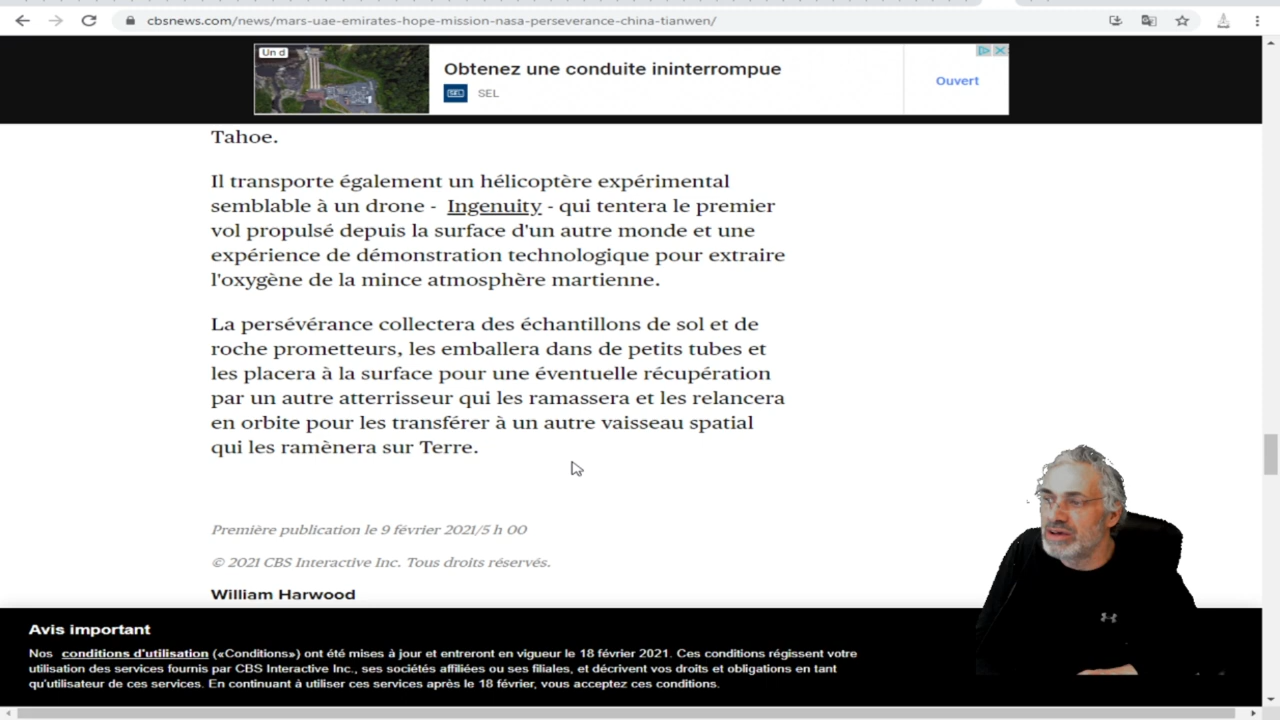 cbsnews.com/news/mars-uae-emirates-hope-mission-nasa-perseverance-china-tianwen/
Un d
Obtenez une conduite ininterrompue
SEL
SEL
Ouvert
Tahoe.
Il transporte également un hélicoptère expérimental
semblable à un drone - Ingenuity - qui tentera le premier
vol propulsé depuis la surface d'un autre monde et une
expérience de démonstration technologique pour extraire
l'oxygène de la mince atmosphère martienne.
La persévérance collectera des échantillons de sol et de
roche prometteurs, les emballera dans de petits tubes et
les placera à la surface pour une éventuelle récupération
par un autre atterrisseur qui les ramassera et les relancera
en orbite pour les transférer à un autre vaisseau spatial
qui les ramènera sur Terre.
Première publication le 9 février 2021/5 h 00
© 2021 CBS Interactive Inc. Tous droits réservés.
William Harwood
Avis important
Nos conditions d'utilisation («Conditions») ont été mises à jour et entreront en vigueur le 18 février 2021. Ces conditions régissent votre
utilisation des services fournis par CBS Interactive Inc., ses sociétés affiliées ou ses filiales, et décrivent vos droits et obligations en tant
qu'utilisateur de ces services. En continuant à utiliser ces services après le 18 février, vous acceptez ces conditions.